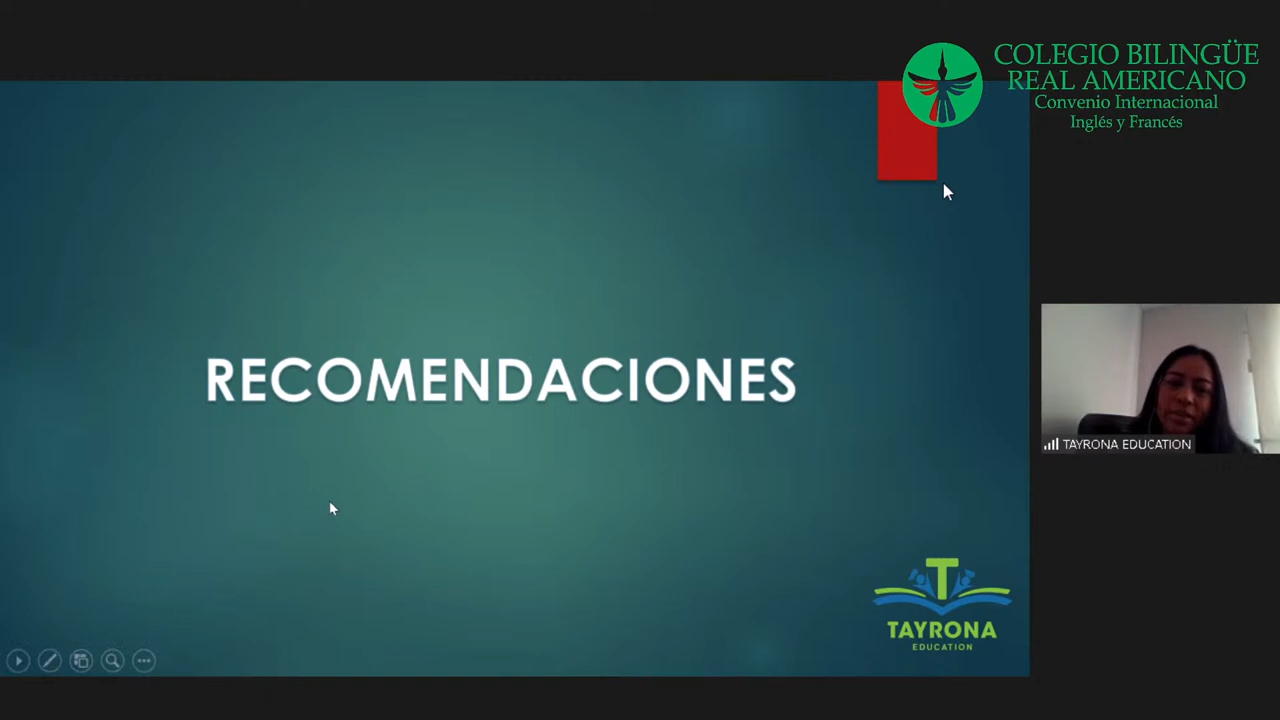 COLEGIO BILINGÜE
REAL AMERICANO
Convenio Internacional
Inglés y Francés
RECOMENDACIONES
TAYRONA EDUCATION
T
TAYRONA
EDUCATION